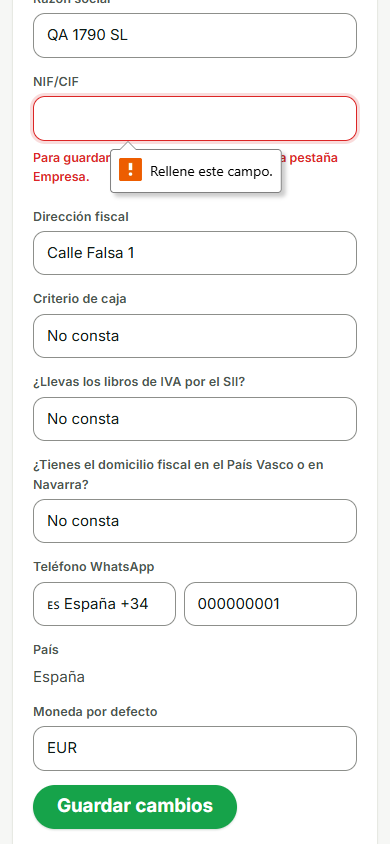 Razón social
QA 1790 SL
NIF/CIF
Para guardar
a pestaña
Empresa.
Rellene este campo.
Dirección fiscal
Calle Falsa 1
Criterio de caja
No consta
¿Llevas los libros de IVA por el SII?
No consta
¿Tienes el domicilio fiscal en el País Vasco o en
Navarra?
No consta
Teléfono WhatsApp
ES España +34
000000001
País
España
Moneda por defecto
EUR
Guardar cambios